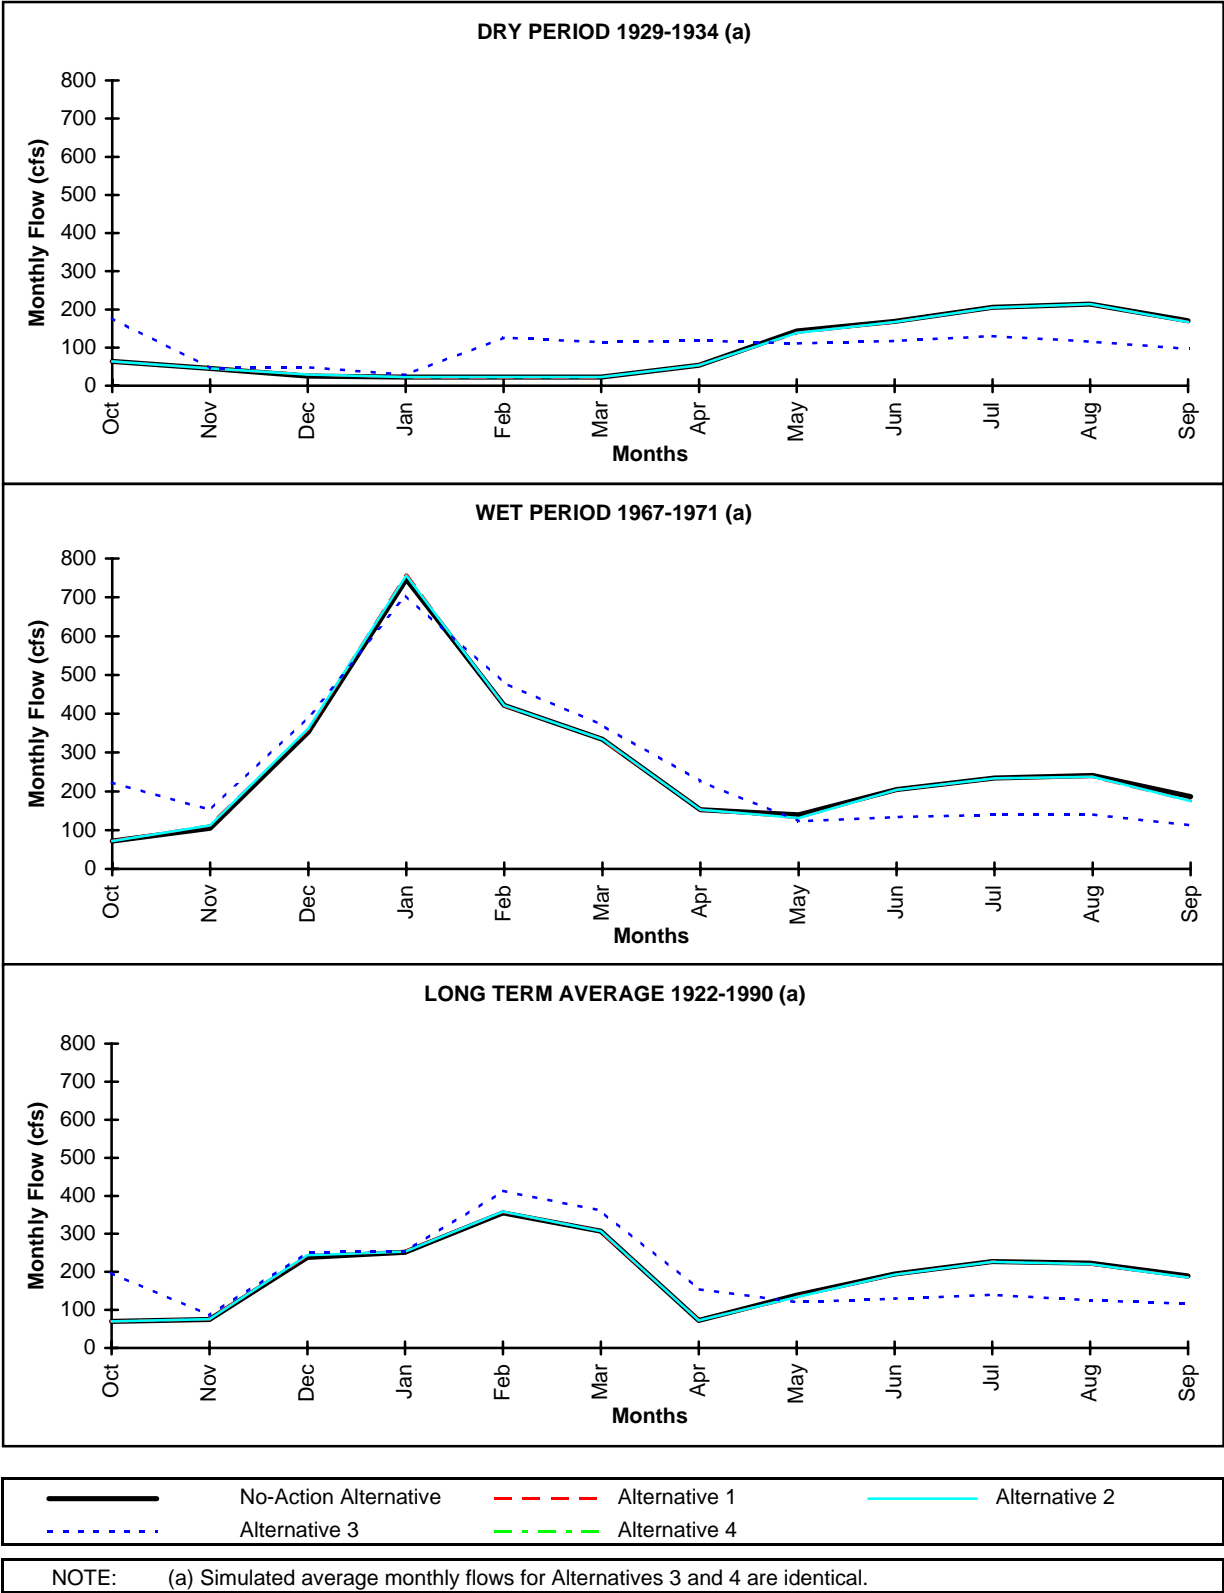 DRY PERIOD 1929-1934 (a)
Monthly Flow (cfs)
800
700
600
500
400
300
200
100
0
Oct Nov Dec Jan Feb Mar Apr May Jun Jul Aug Sep
Months
WET PERIOD 1967-1971 (a)
Monthly Flow (cfs)
800
700
600
500
400
300
200
100
0
Oct Nov Dec Jan Feb Mar Apr May Jun Jul Aug Sep
Months
LONG TERM AVERAGE 1922-1990 (a)
Monthly Flow (cfs)
800
700
600
500
400
300
200
100
0
Oct Nov Dec Jan Feb Mar Apr May Jun Jul Aug Sep
Months
No-Action Alternative Alternative 1 Alternative 2
Alternative 3 Alternative 4
NOTE: (a) Simulated average monthly flows for Alternatives 3 and 4 are identical.